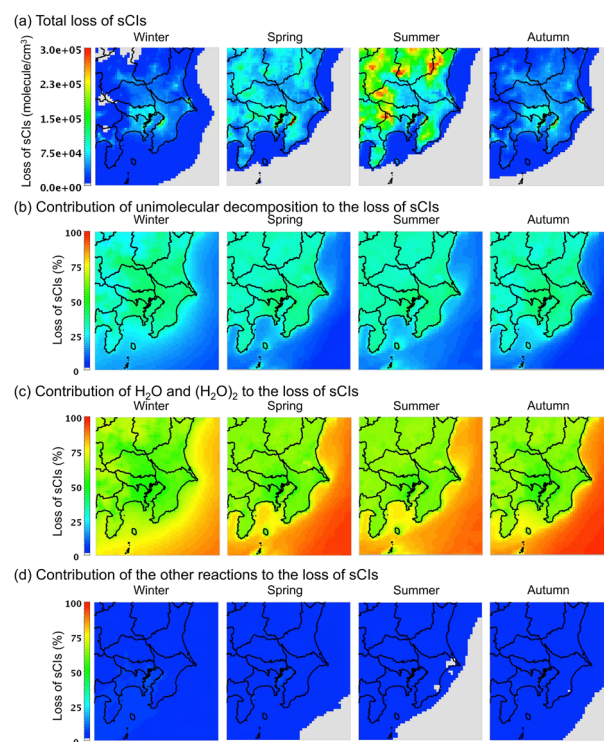 (a) Total loss of sCIs
Winter Spring Summer Autumn
Loss of sCIs (molecule/cm³)
3.0e+05
2.3e+05
1.5e+05
7.5e+04
0.0e+00
(b) Contribution of unimolecular decomposition to the loss of sCIs
Winter Spring Summer Autumn
Loss of sCIs (%)
100
75
50
25
0
(c) Contribution of H₂O and (H₂O)₂ to the loss of sCIs
Winter Spring Summer Autumn
Loss of sCIs (%)
100
75
50
25
0
(d) Contribution of the other reactions to the loss of sCIs
Winter Spring Summer Autumn
Loss of sCIs (%)
100
75
50
25
0